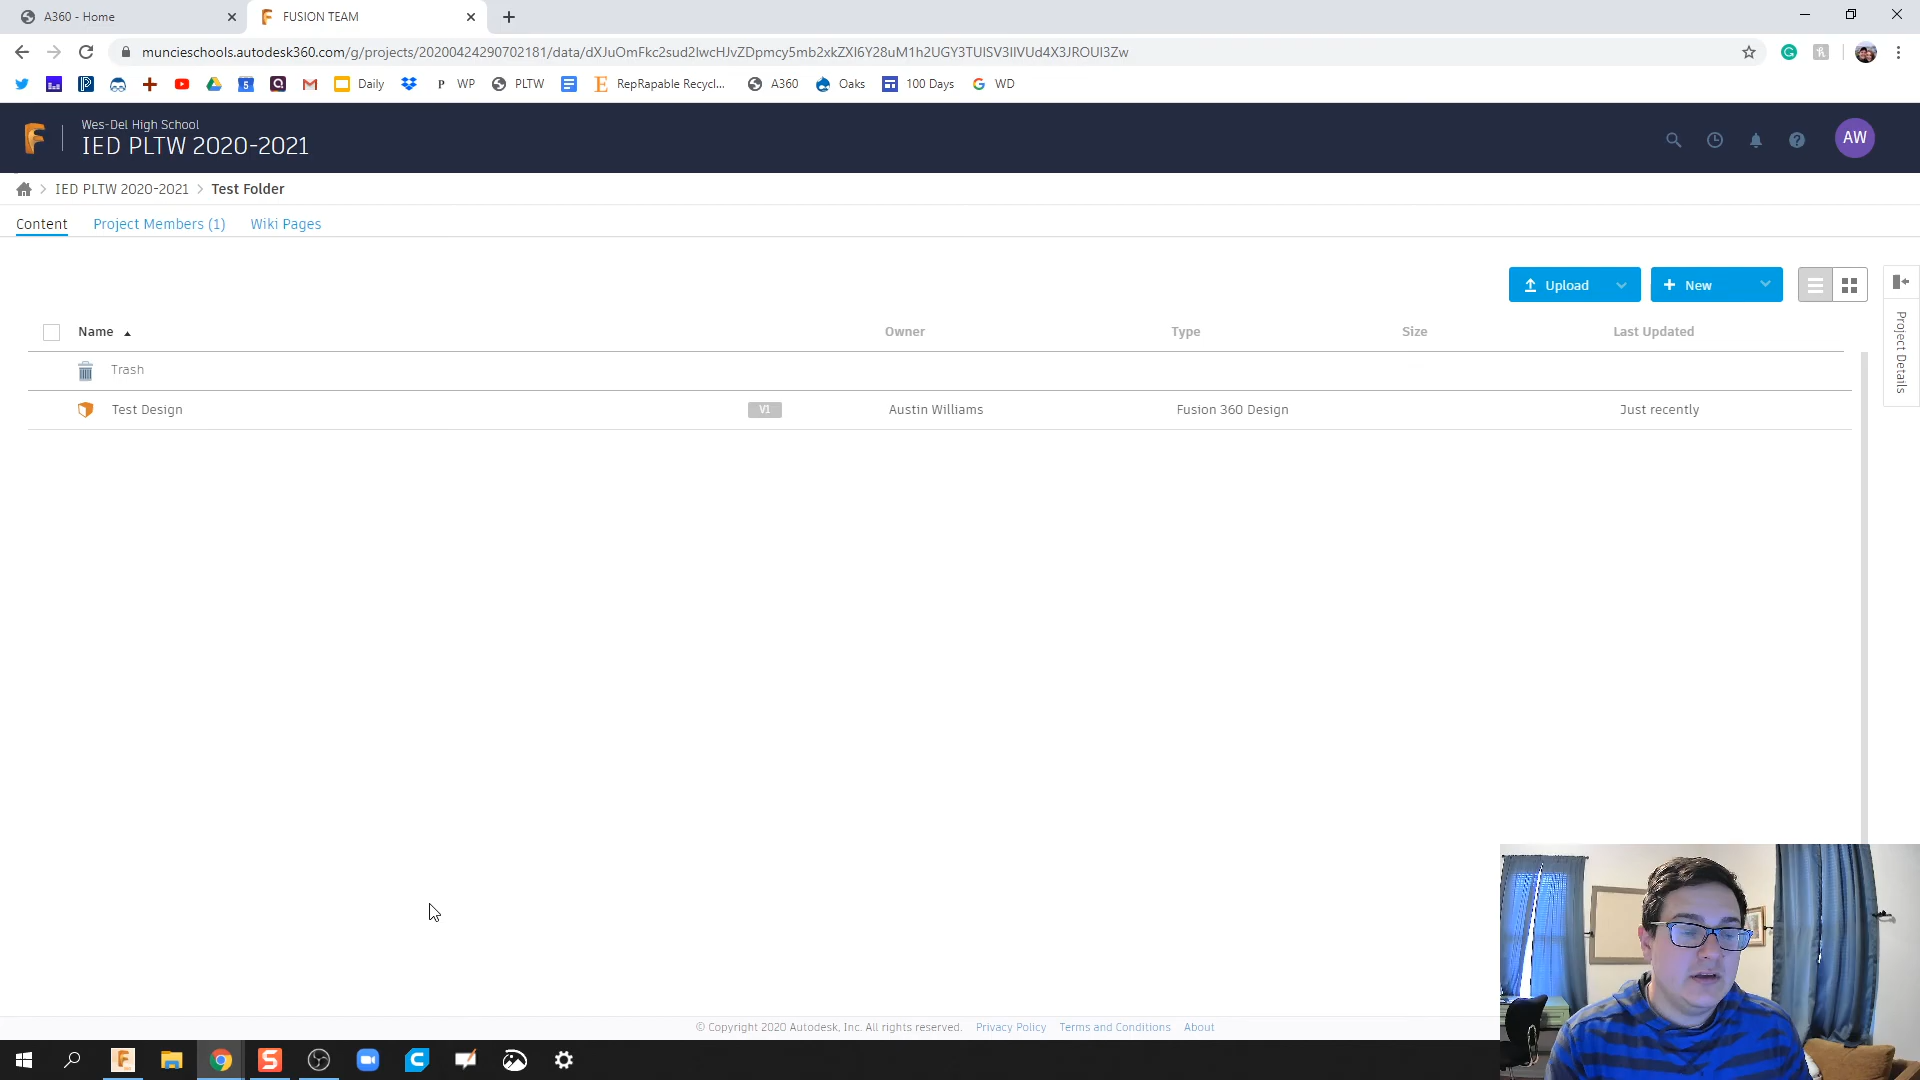 A360 - Home
FUSION TEAM
muncieschools.autodesk360.com/g/projects/20200424290702181/data/
Daily
WP
PLTW
RepRapable Recycl...
A360
Oaks
100 Days
WD
Wes-Del High School
IED PLTW 2020-2021
AW
IED PLTW 2020-2021 > Test Folder
Content
Project Members (1)
Wiki Pages
Upload
New
Project Details
Name
Owner
Type
Size
Last Updated
Trash
Test Design
V1
Austin Williams
Fusion 360 Design
Just recently
© Copyright 2020 Autodesk, Inc. All rights reserved.
Privacy Policy
Terms and Conditions
About